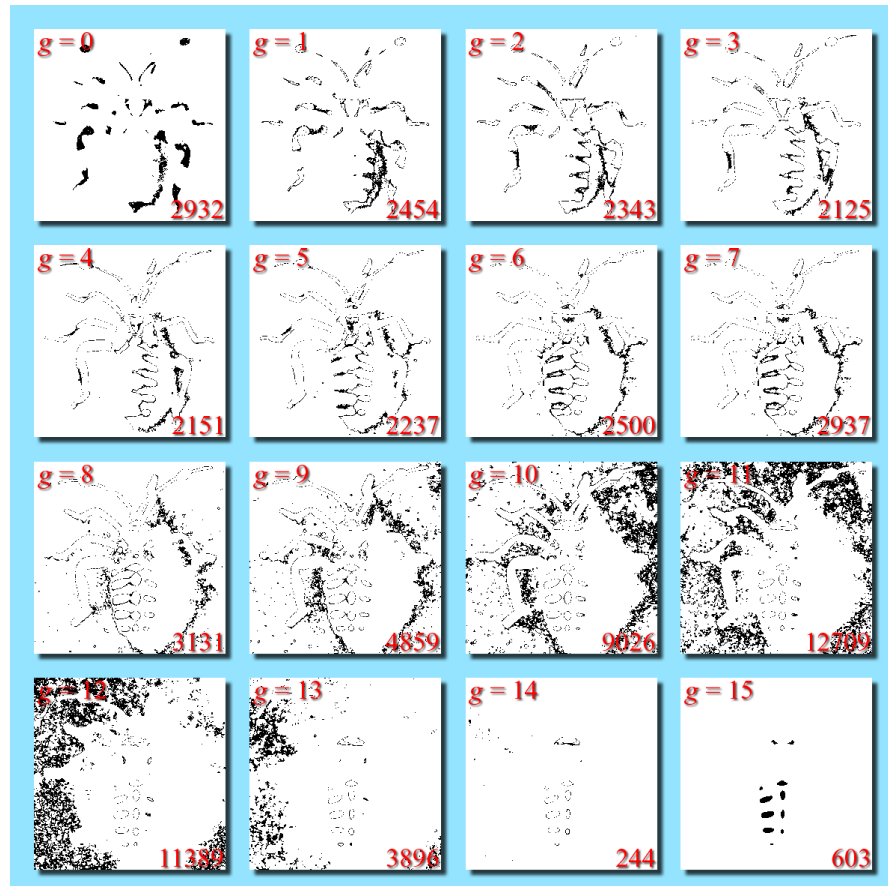 g = 0
2932
g = 1
2454
g = 2
2343
g = 3
2125
g = 4
2151
g = 5
2237
g = 6
2500
g = 7
2937
g = 8
3131
g = 9
4859
g = 10
9026
g = 11
12709
g = 12
11389
g = 13
3896
g = 14
244
g = 15
603